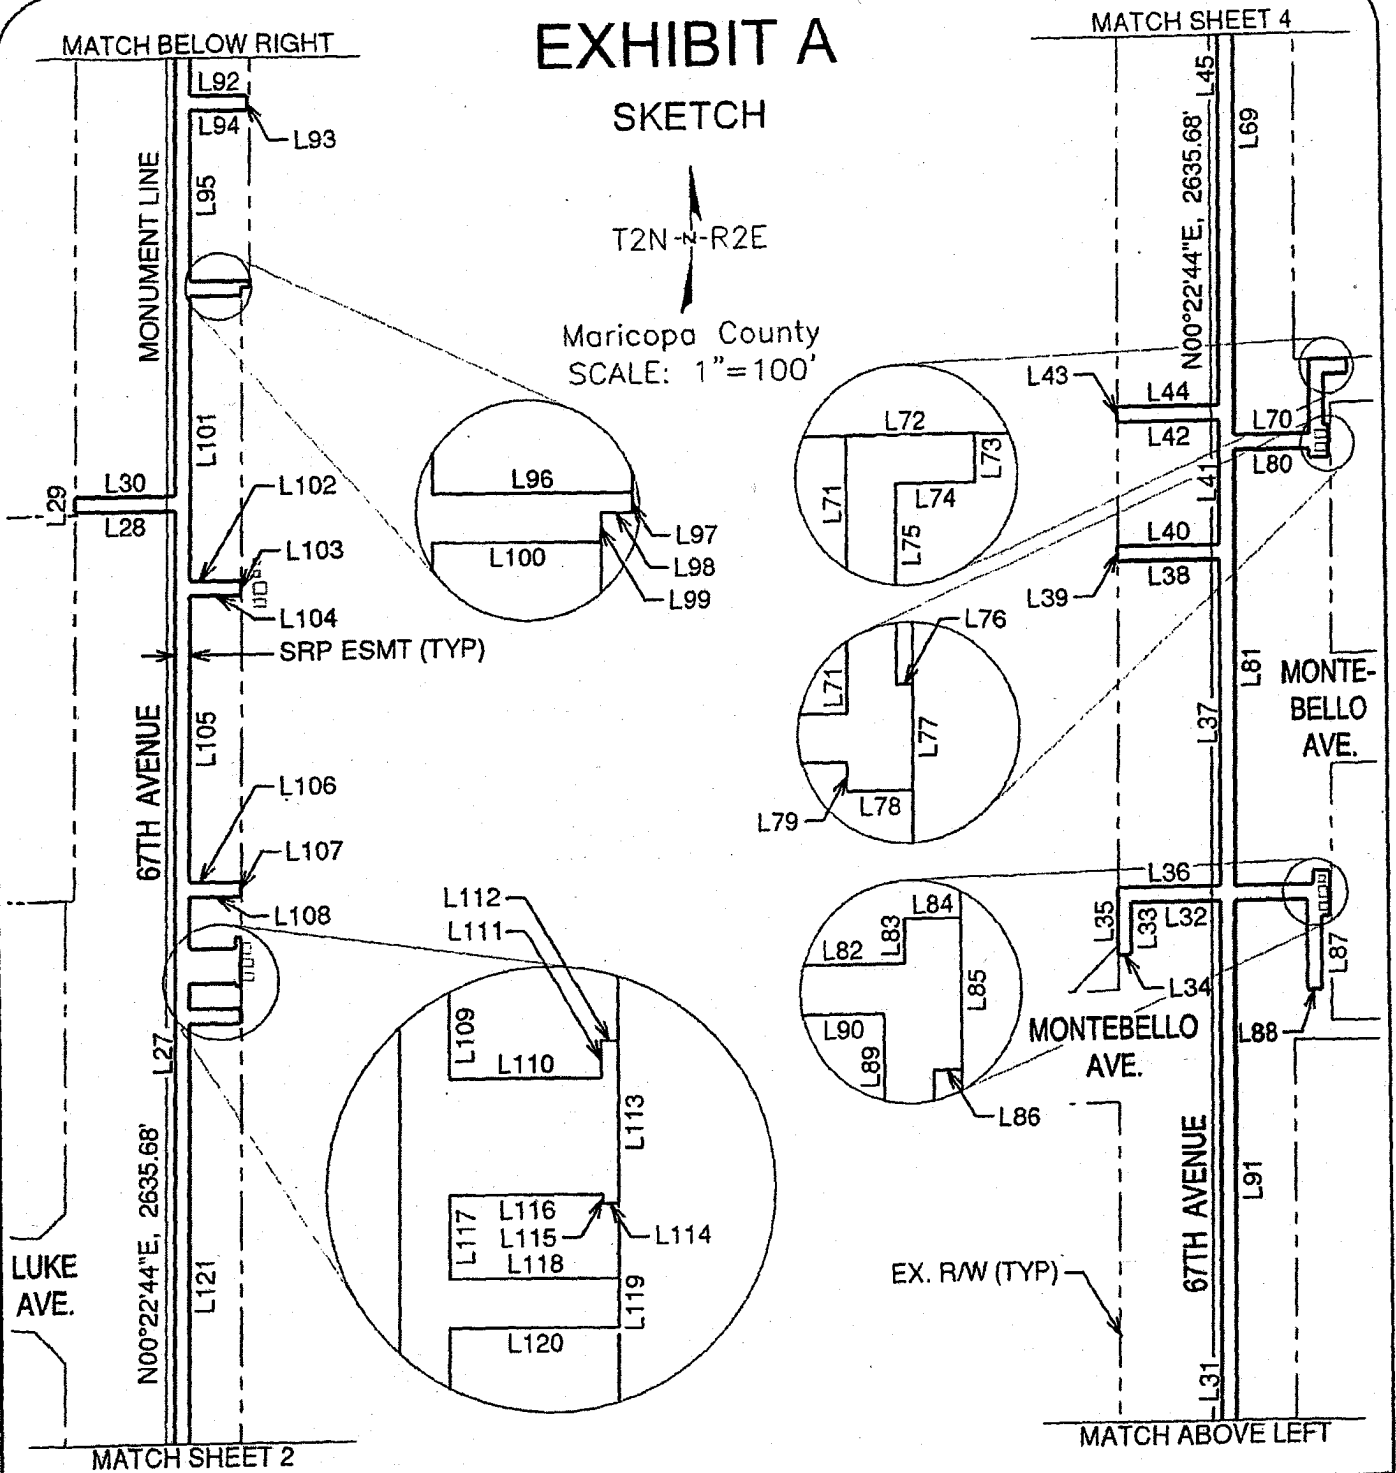 EXHIBIT A
SKETCH
T2N-N-R2E
Maricopa County
SCALE: 1"=100'
MATCH BELOW RIGHT
L92
L94
L93
L95
MONUMENT LINE
L101
L30
L29
L28
L102
L103
L104
SRP ESMT (TYP)
L105
67TH AVENUE
L106
L107
L108
L27
N00°22'44"E, 2635.68'
L121
LUKE
AVE.
MATCH SHEET 2
L96
L97
L98
L99
L100
L112
L111
L109
L110
L113
L116
L115
L114
L117
L118
L119
L120
MATCH SHEET 4
L45
L69
N00°22'44"E, 2635.68'
L43
L44
L42
L41
L70
L80
L40
L38
L39
L37
L81
MONTE-
BELLO
AVE.
L72
L73
L71
L74
L75
L76
L71
L77
L78
L79
L36
L35
L33
L32
L34
L87
L88
L84
L83
L82
L85
L90
L89
L86
MONTEBELLO
AVE.
67TH AVENUE
L91
EX. R/W (TYP)
L31
MATCH ABOVE LEFT